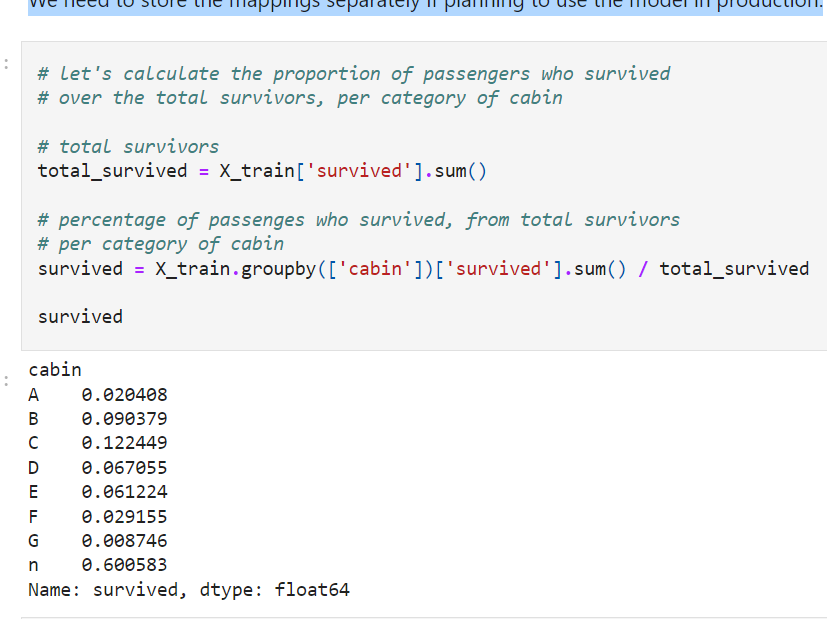 We need to store the mappings separately if planning to use the model in production.
:
# let's calculate the proportion of passengers who survived
# over the total survivors, per category of cabin
# total survivors
total_survived = X_train['survived'].sum()
# percentage of passenges who survived, from total survivors
# per category of cabin
survived = X_train.groupby(['cabin'])['survived'].sum() / total_survived
survived
:
cabin
A 0.020408
B 0.090379
C 0.122449
D 0.067055
E 0.061224
F 0.029155
G 0.008746
n 0.600583
Name: survived, dtype: float64